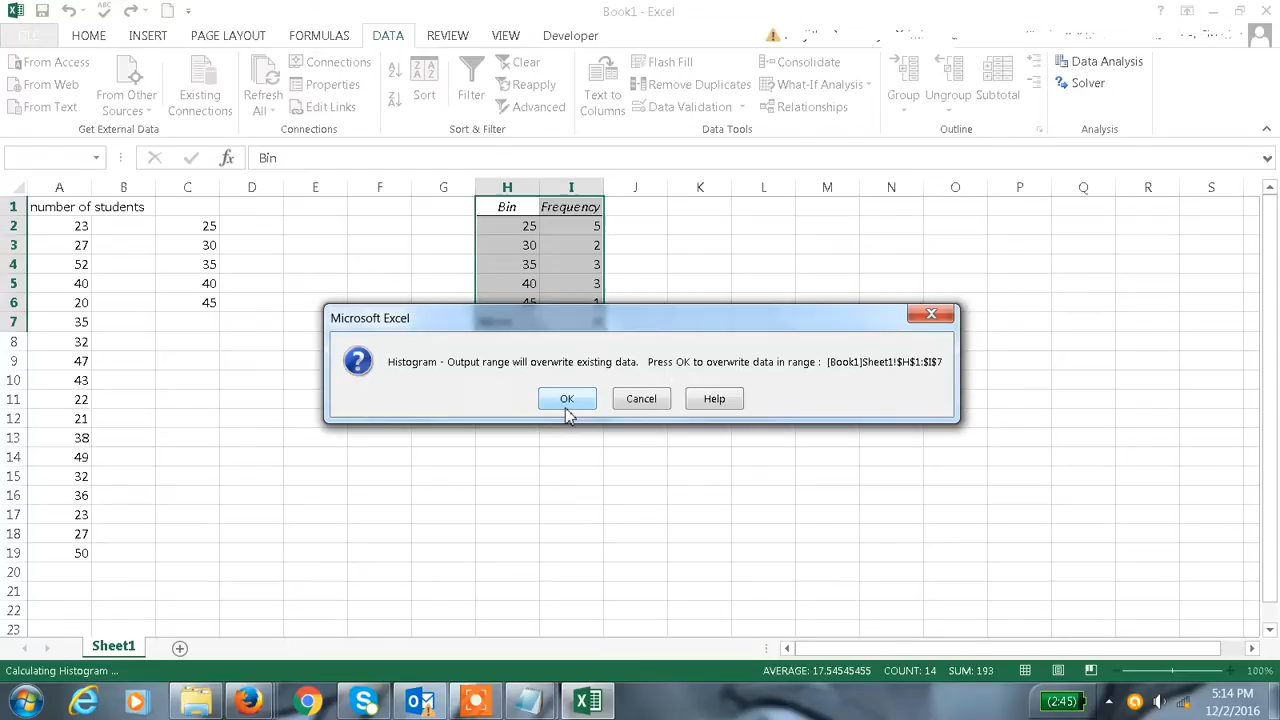 Book1 - Excel
HOME INSERT PAGE LAYOUT FORMULAS DATA REVIEW VIEW Developer
From Access
From Web
From Text
From Other Sources
Existing Connections
Get External Data
Refresh All
Connections
Properties
Edit Links
Connections
Sort
Filter
Clear
Reapply
Advanced
Sort & Filter
Text to Columns
Flash Fill
Remove Duplicates
Data Validation
Consolidate
What-If Analysis
Relationships
Data Tools
Group
Ungroup
Subtotal
Outline
Data Analysis
Solver
Analysis
fx Bin
A B C D E F G H I J K L M N O P Q R S
1 number of students Bin Frequency
2 23 25 25 5
3 27 30 30 2
4 52 35 35 3
5 40 40 40 3
6 20 45 45 1
7 35
8 32
9 47
10 43
11 22
12 21
13 38
14 49
15 32
16 36
17 23
18 27
19 50
20
21
22
23
Microsoft Excel
Histogram - Output range will overwrite existing data. Press OK to overwrite data in range : [Book1]Sheet1!$H$1:$I$7
OK Cancel Help
Sheet1
Calculating Histogram ...
AVERAGE: 17.54545455 COUNT: 14 SUM: 193
100%
(2:45)
5:14 PM
12/2/2016